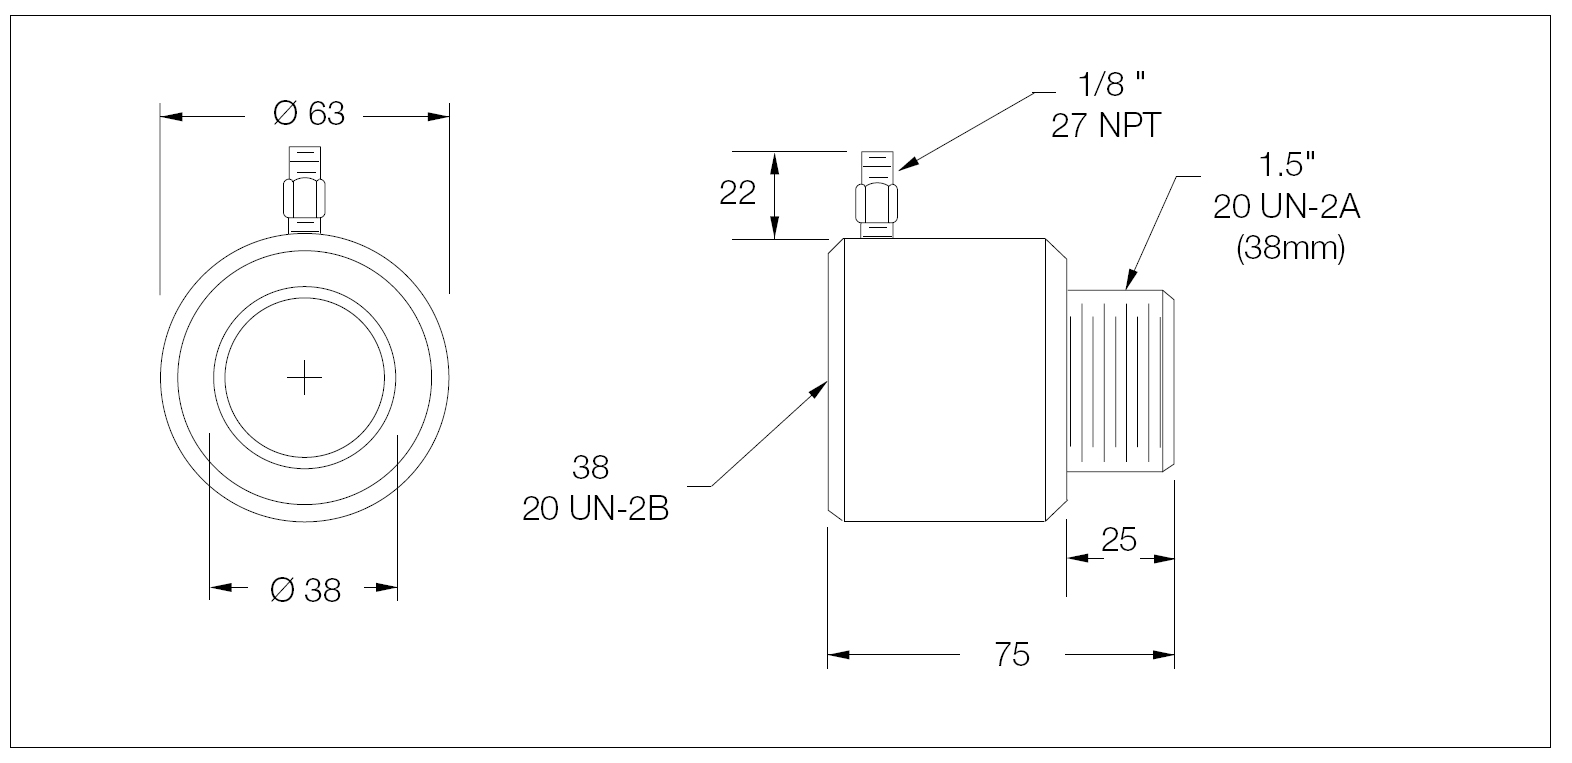 Ø 63
Ø 38
1/8 "
27 NPT
22
1.5"
20 UN-2A
(38mm)
38
20 UN-2B
25
75